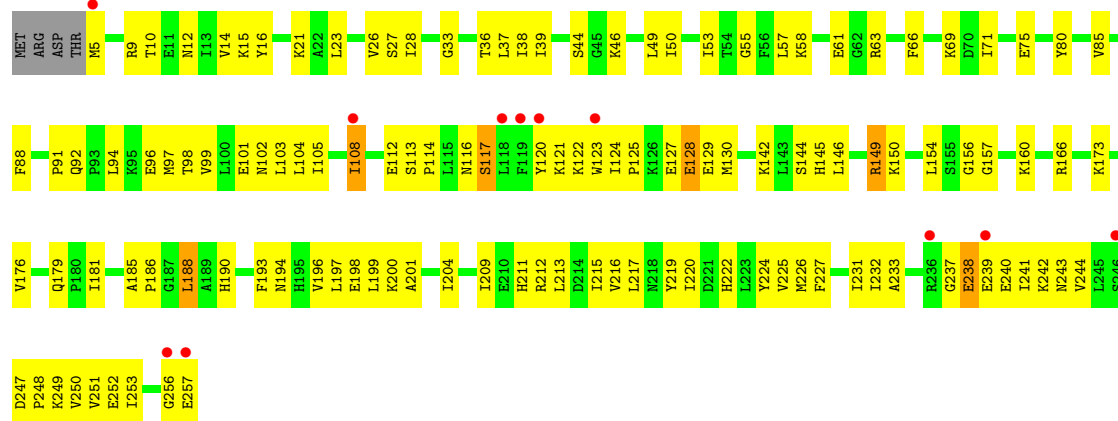 MET ARG ASP THR M5 R9 T10 E11 N12 I13 V14 K15 Y16 K21 A22 L23 V26 S27 I28 G33 T36 L37 I38 I39 S44 G45 K46 L49 I50 I53 T54 G55 F56 L57 K58 E61 G62 R63 F66 K69 D70 I71 E75 Y80 V85
F88 P91 Q92 P93 L94 K95 E96 M97 T98 V99 L100 E101 N102 L103 L104 I105 I108 E112 S113 P114 L115 N116 S117 L118 F119 Y120 K121 K122 W123 I124 P125 K126 E127 E128 E129 M130 K142 L143 S144 H145 L146 R149 K150 L154 S155 G156 G157 K160 R166 K173
V176 Q179 P180 I181 A185 P186 G187 L188 A189 H190 F193 N194 H195 V196 L197 E198 L199 K200 A201 I204 I209 E210 H211 R212 L213 D214 I215 V216 L217 N218 Y219 I220 D221 H222 L223 Y224 V225 M226 F227 I231 I232 A233 R236 G237 E238 E239 E240 I241 K242 N243 V244 L245 S246
D247 P248 K249 V250 V251 E252 I253 G256 E257